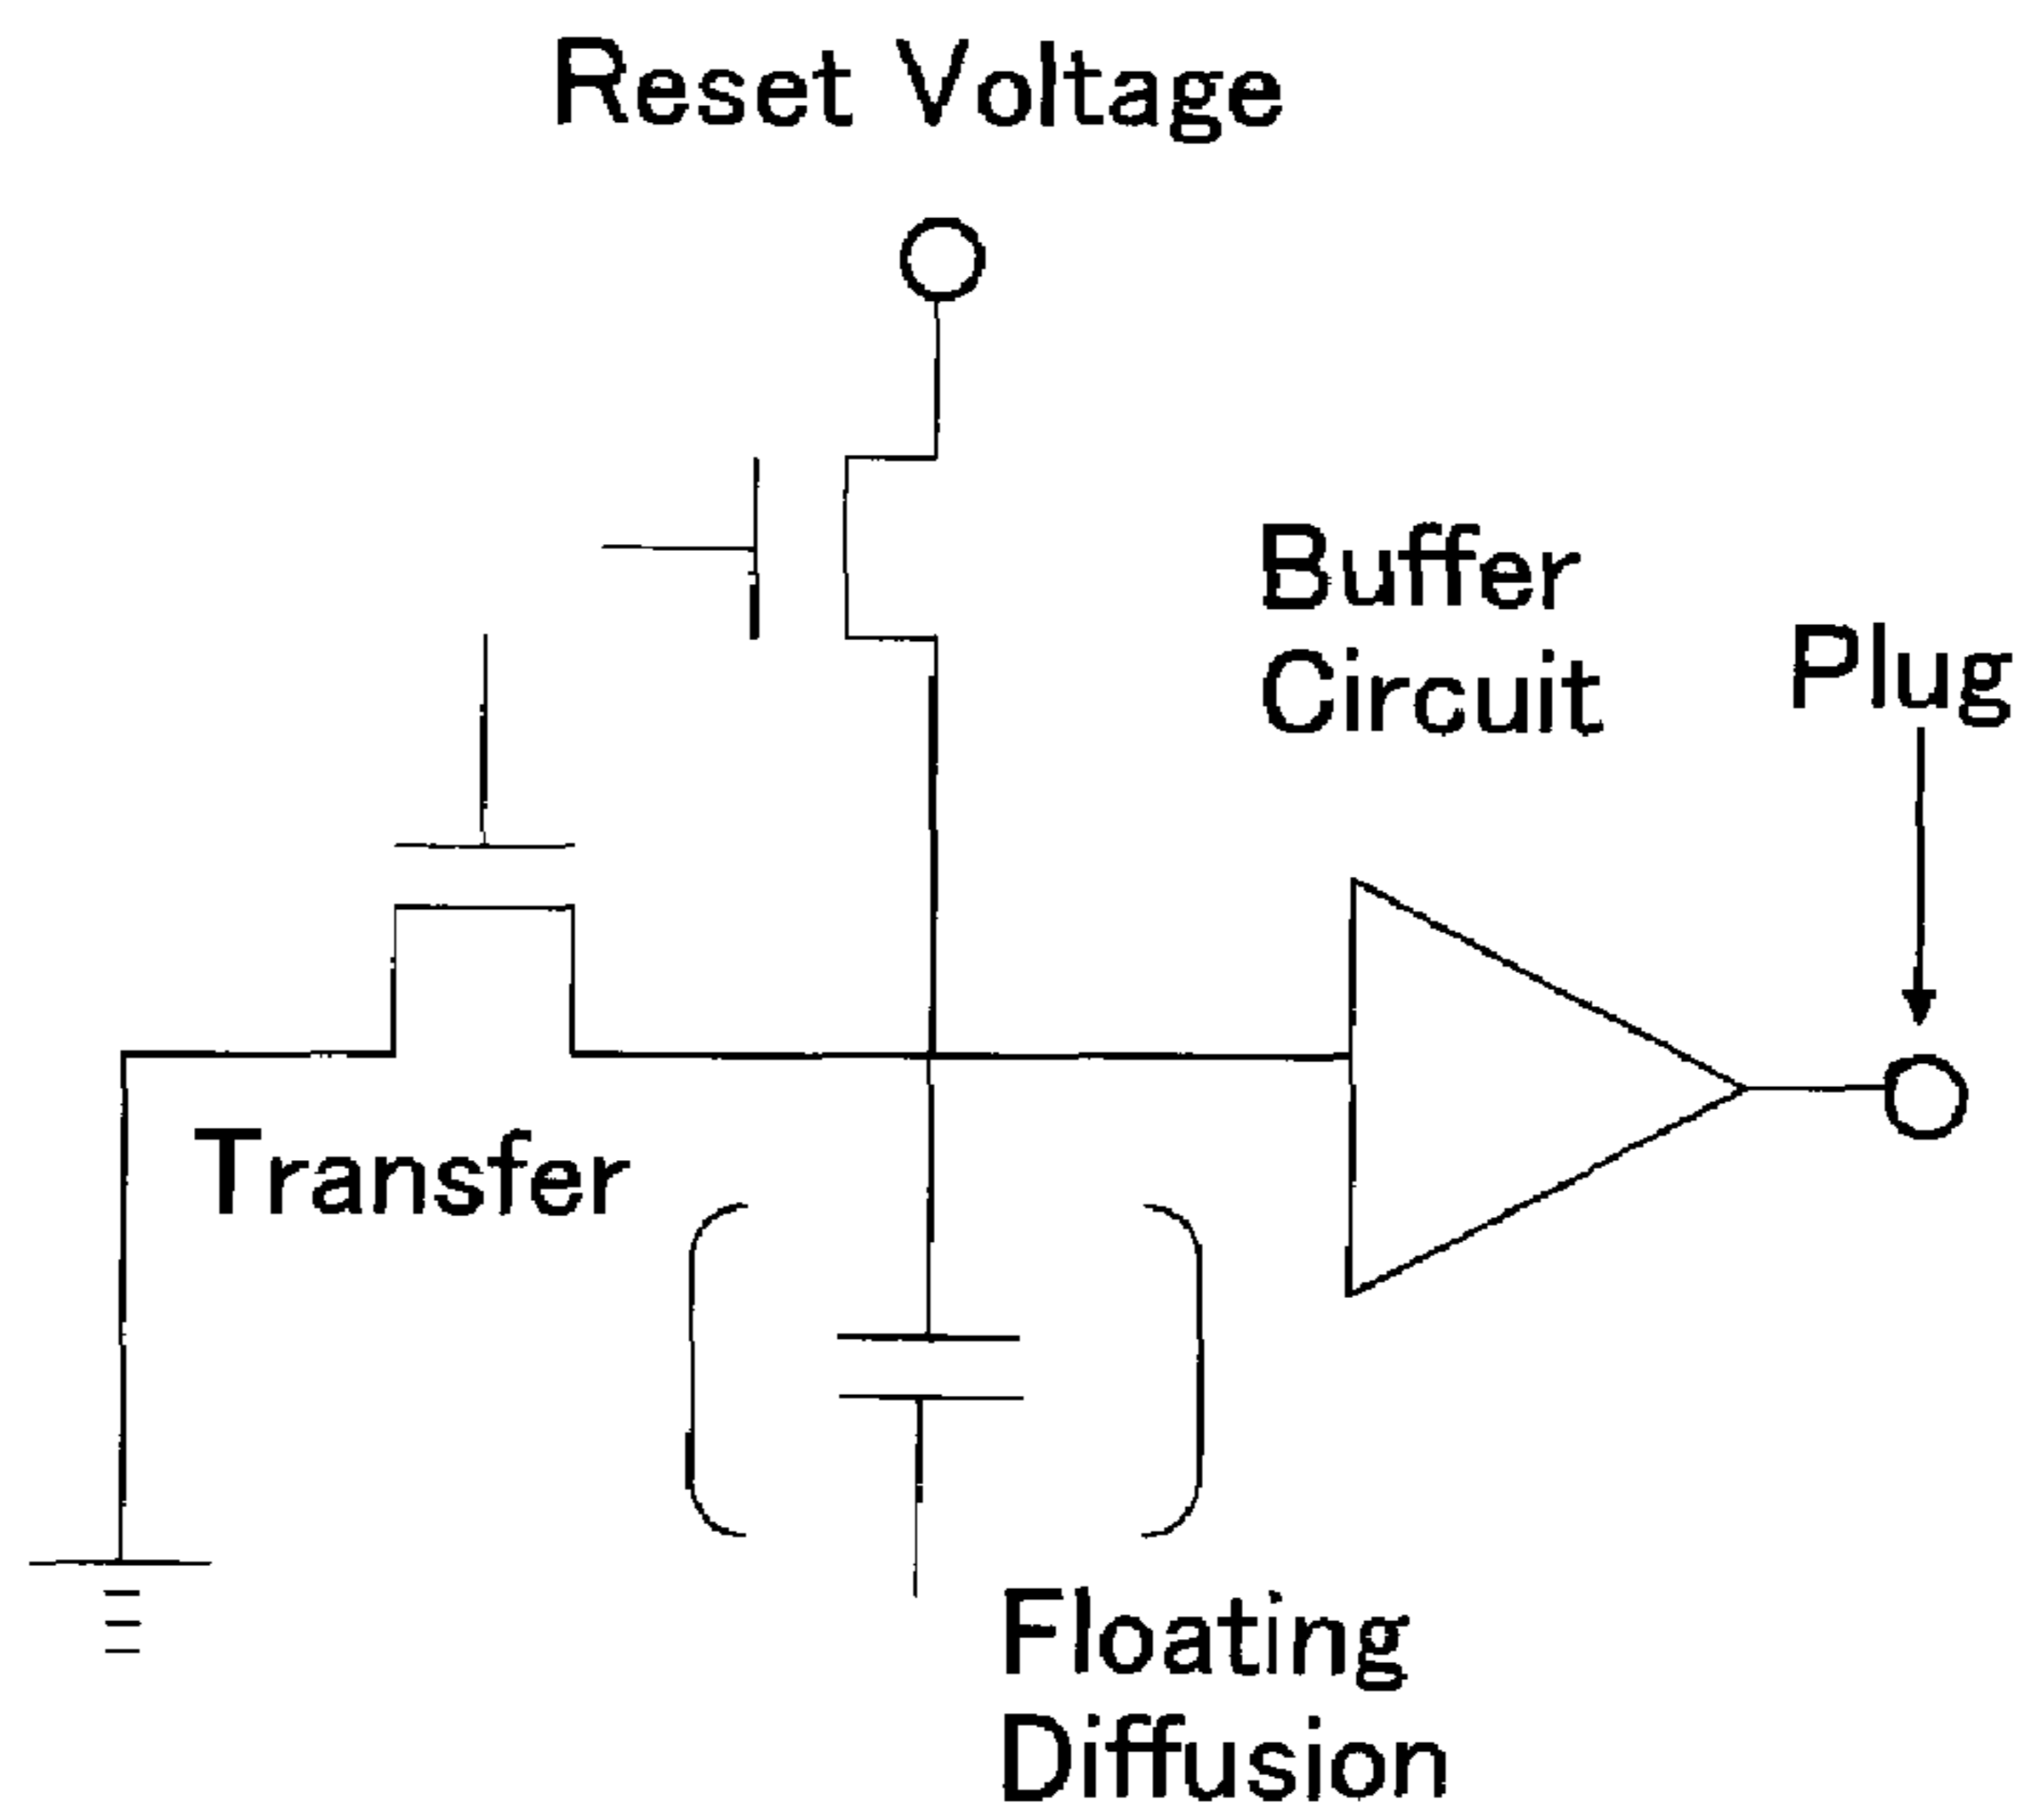 Reset Voltage
Buffer
Circuit
Plug
Transfer
Floating
Diffusion